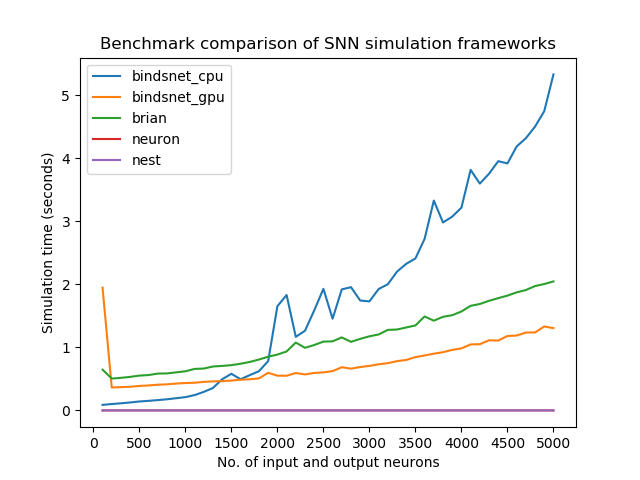 Benchmark comparison of SNN simulation frameworks
bindsnet_cpu
bindsnet_gpu
brian
neuron
nest
Simulation time (seconds)
5
4
3
2
1
0
0 500 1000 1500 2000 2500 3000 3500 4000 4500 5000
No. of input and output neurons